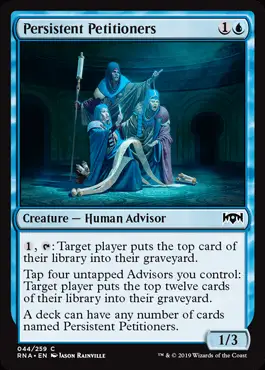 Persistent Petitioners 1
Creature — Human Advisor
1, : Target player puts the top card of
their library into their graveyard.
Tap four untapped Advisors you control:
Target player puts the top twelve cards
of their library into their graveyard.
A deck can have any number of cards
named Persistent Petitioners.
1/3
044/259 C
RNA • EN JASON RAINVILLE ™ & © 2019 Wizards of the Coast